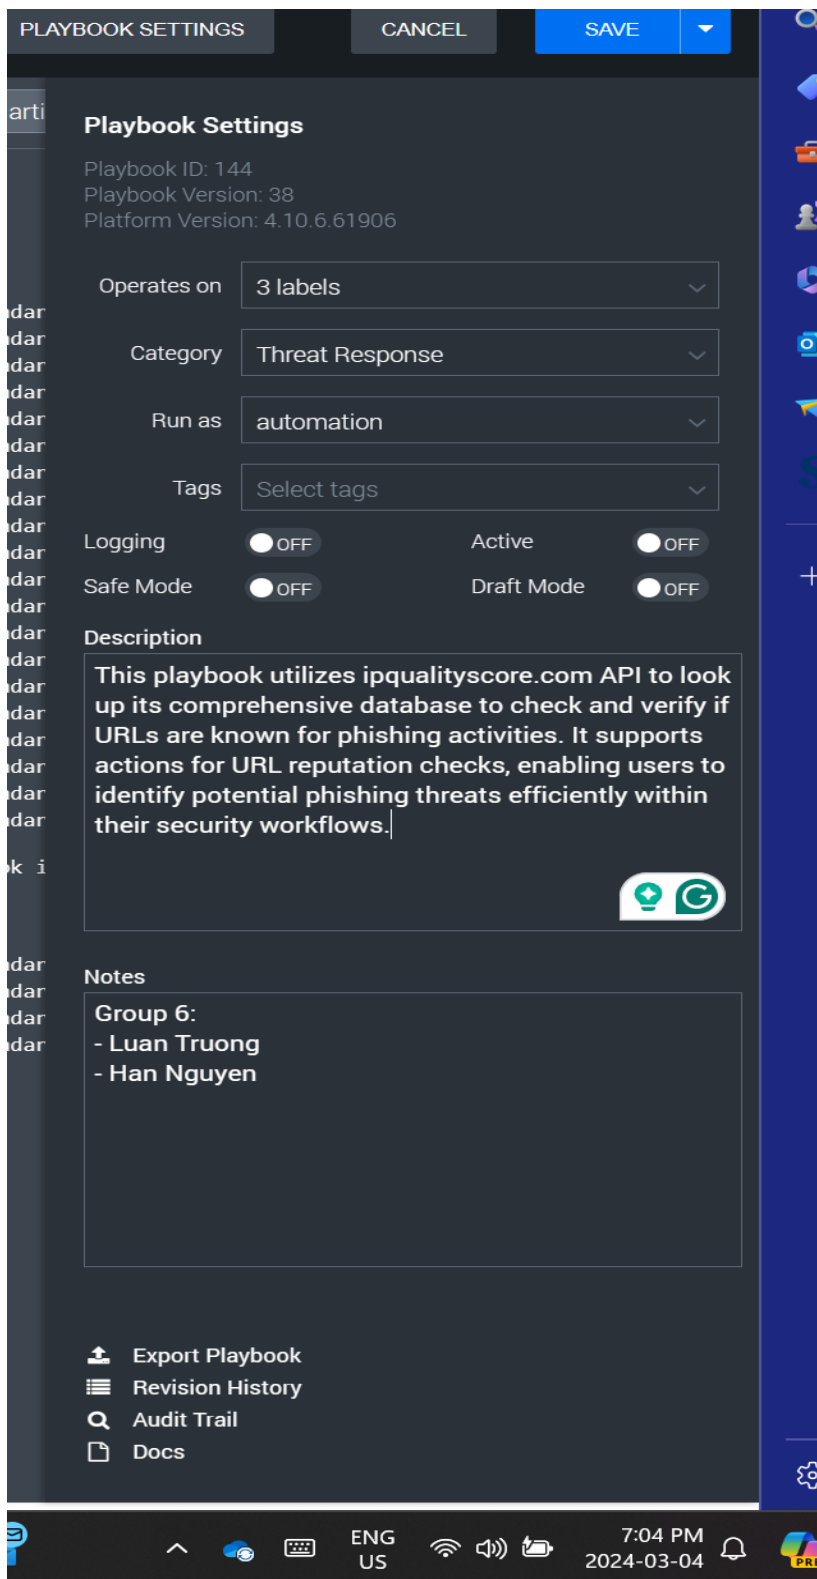 PLAYBOOK SETTINGS
CANCEL
SAVE
arti
Playbook Settings
Playbook ID: 144
Playbook Version: 38
Platform Version: 4.10.6.61906
Operates on
3 labels
Category
Threat Response
Run as
automation
Tags
Select tags
Logging
OFF
Active
OFF
Safe Mode
OFF
Draft Mode
OFF
Description
This playbook utilizes ipqualityscore.com API to look
up its comprehensive database to check and verify if
URLs are known for phishing activities. It supports
actions for URL reputation checks, enabling users to
identify potential phishing threats efficiently within
their security workflows.
Notes
Group 6:
- Luan Truong
- Han Nguyen
Export Playbook
Revision History
Audit Trail
Docs
ENG
US
7:04 PM
2024-03-04